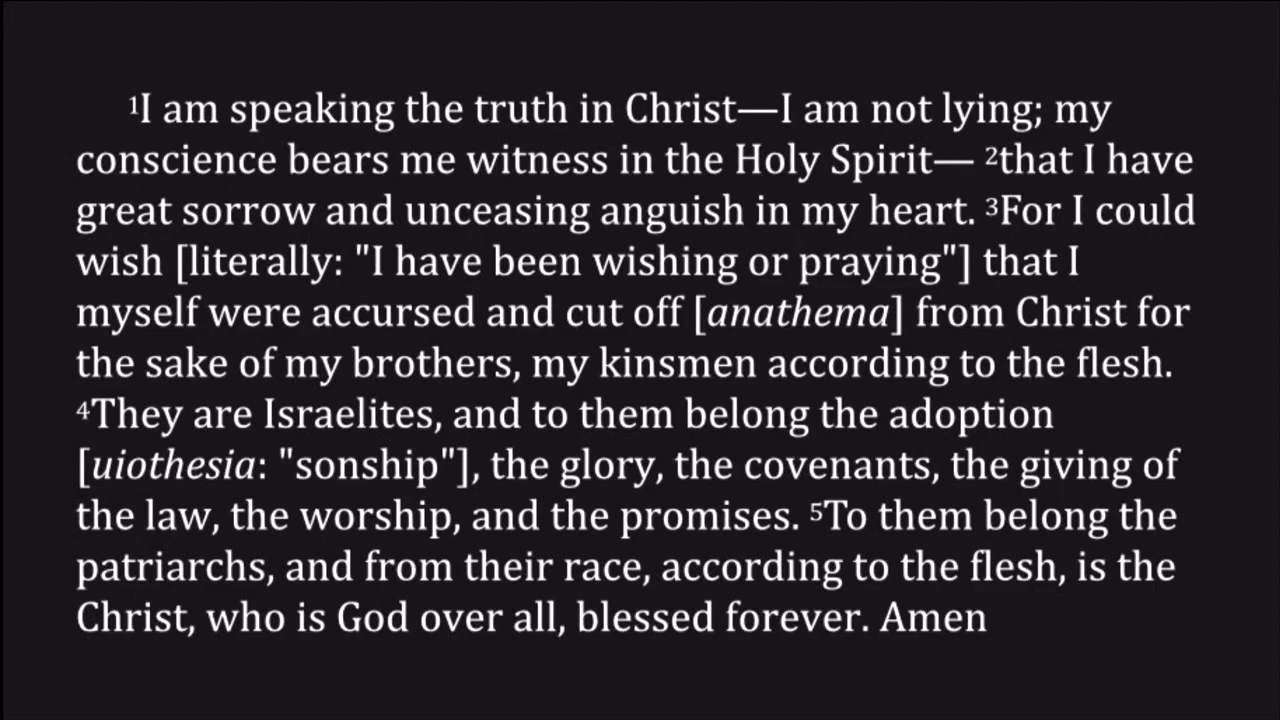 ¹I am speaking the truth in Christ—I am not lying; my
conscience bears me witness in the Holy Spirit— ²that I have
great sorrow and unceasing anguish in my heart. ³For I could
wish [literally: "I have been wishing or praying"] that I
myself were accursed and cut off [anathema] from Christ for
the sake of my brothers, my kinsmen according to the flesh.
⁴They are Israelites, and to them belong the adoption
[uiothesia: "sonship"], the glory, the covenants, the giving of
the law, the worship, and the promises. ⁵To them belong the
patriarchs, and from their race, according to the flesh, is the
Christ, who is God over all, blessed forever. Amen